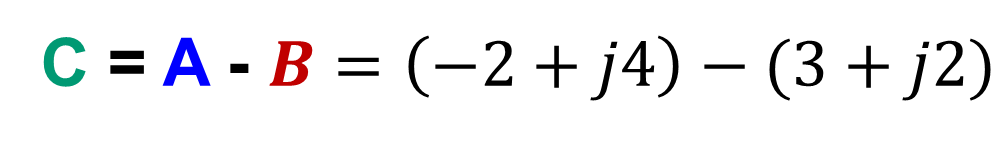 C = A - B = (−2 + j4) − (3 + j2)